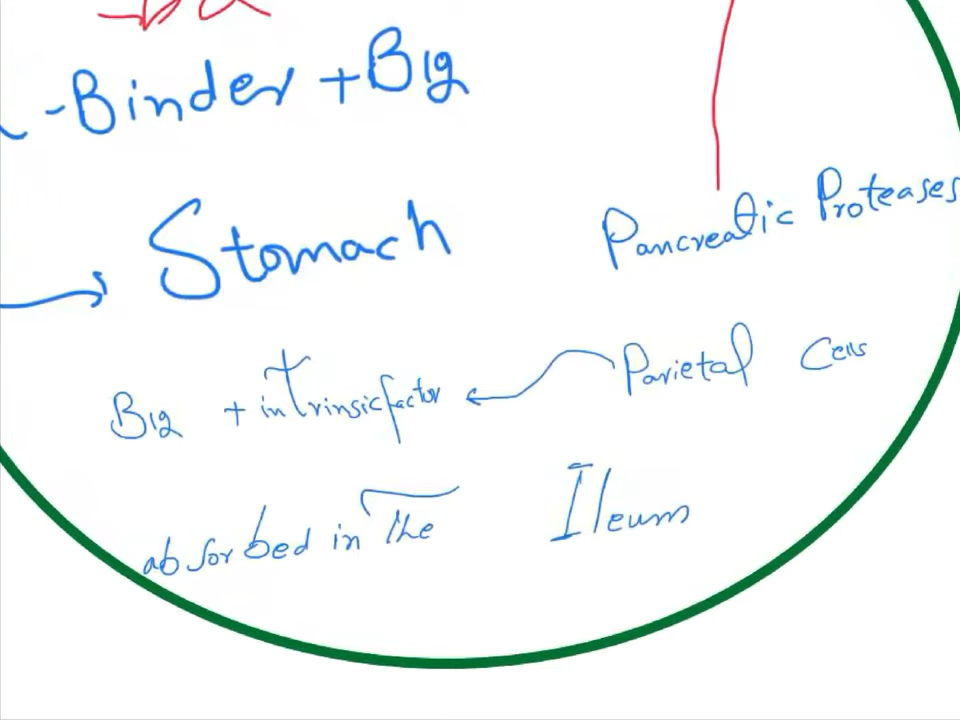 -Binder + B12
Stomach
Pancreatic Proteases
B12 + intrinsic factor
Parietal Cells
absorbed in The Ileum